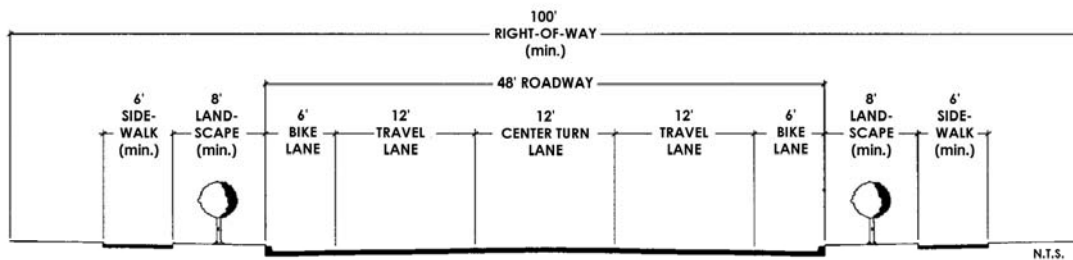 100'
RIGHT-OF-WAY
(min.)
48' ROADWAY
6'
SIDE-
WALK
(min.)
8'
LAND-
SCAPE
(min.)
6'
BIKE
LANE
12'
TRAVEL
LANE
12'
CENTER TURN
LANE
12'
TRAVEL
LANE
6'
BIKE
LANE
8'
LAND-
SCAPE
(min.)
6'
SIDE-
WALK
(min.)
N.T.S.